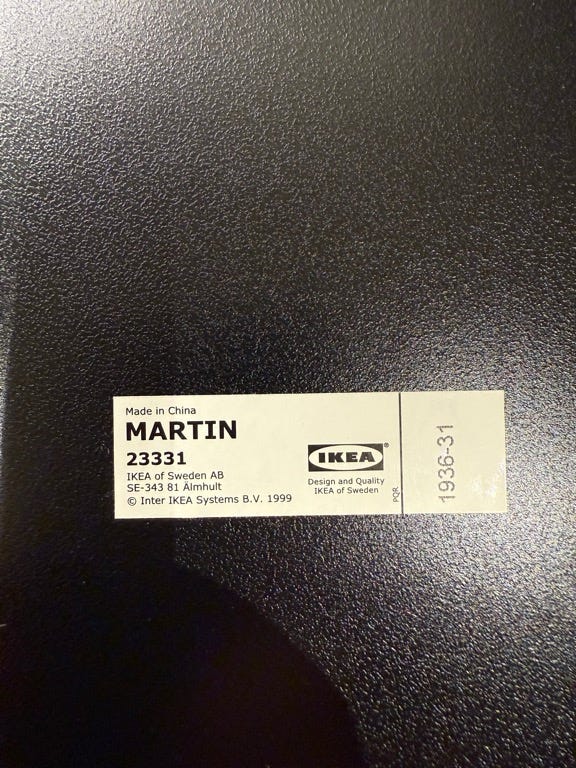 Made in China
MARTIN
23331
IKEA of Sweden AB
SE-343 81 Älmhult
© Inter IKEA Systems B.V. 1999
IKEA®
Design and Quality
IKEA of Sweden
PQR
1936-31